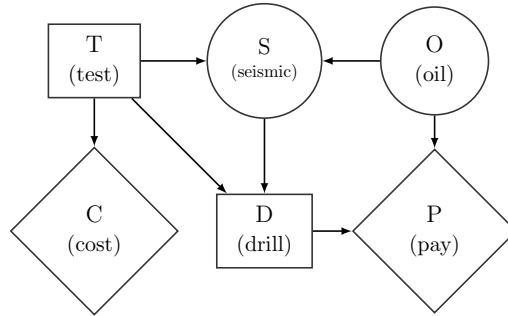 T
(test)
S
(seismic)
O
(oil)
C
(cost)
D
(drill)
P
(pay)